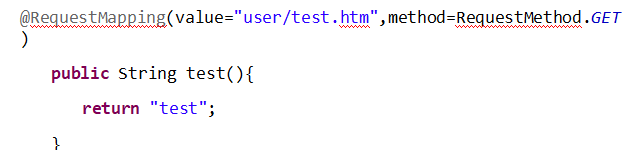 @RequestMapping(value="user/test.htm",method=RequestMethod.GET
)
public String test(){
return "test";
}